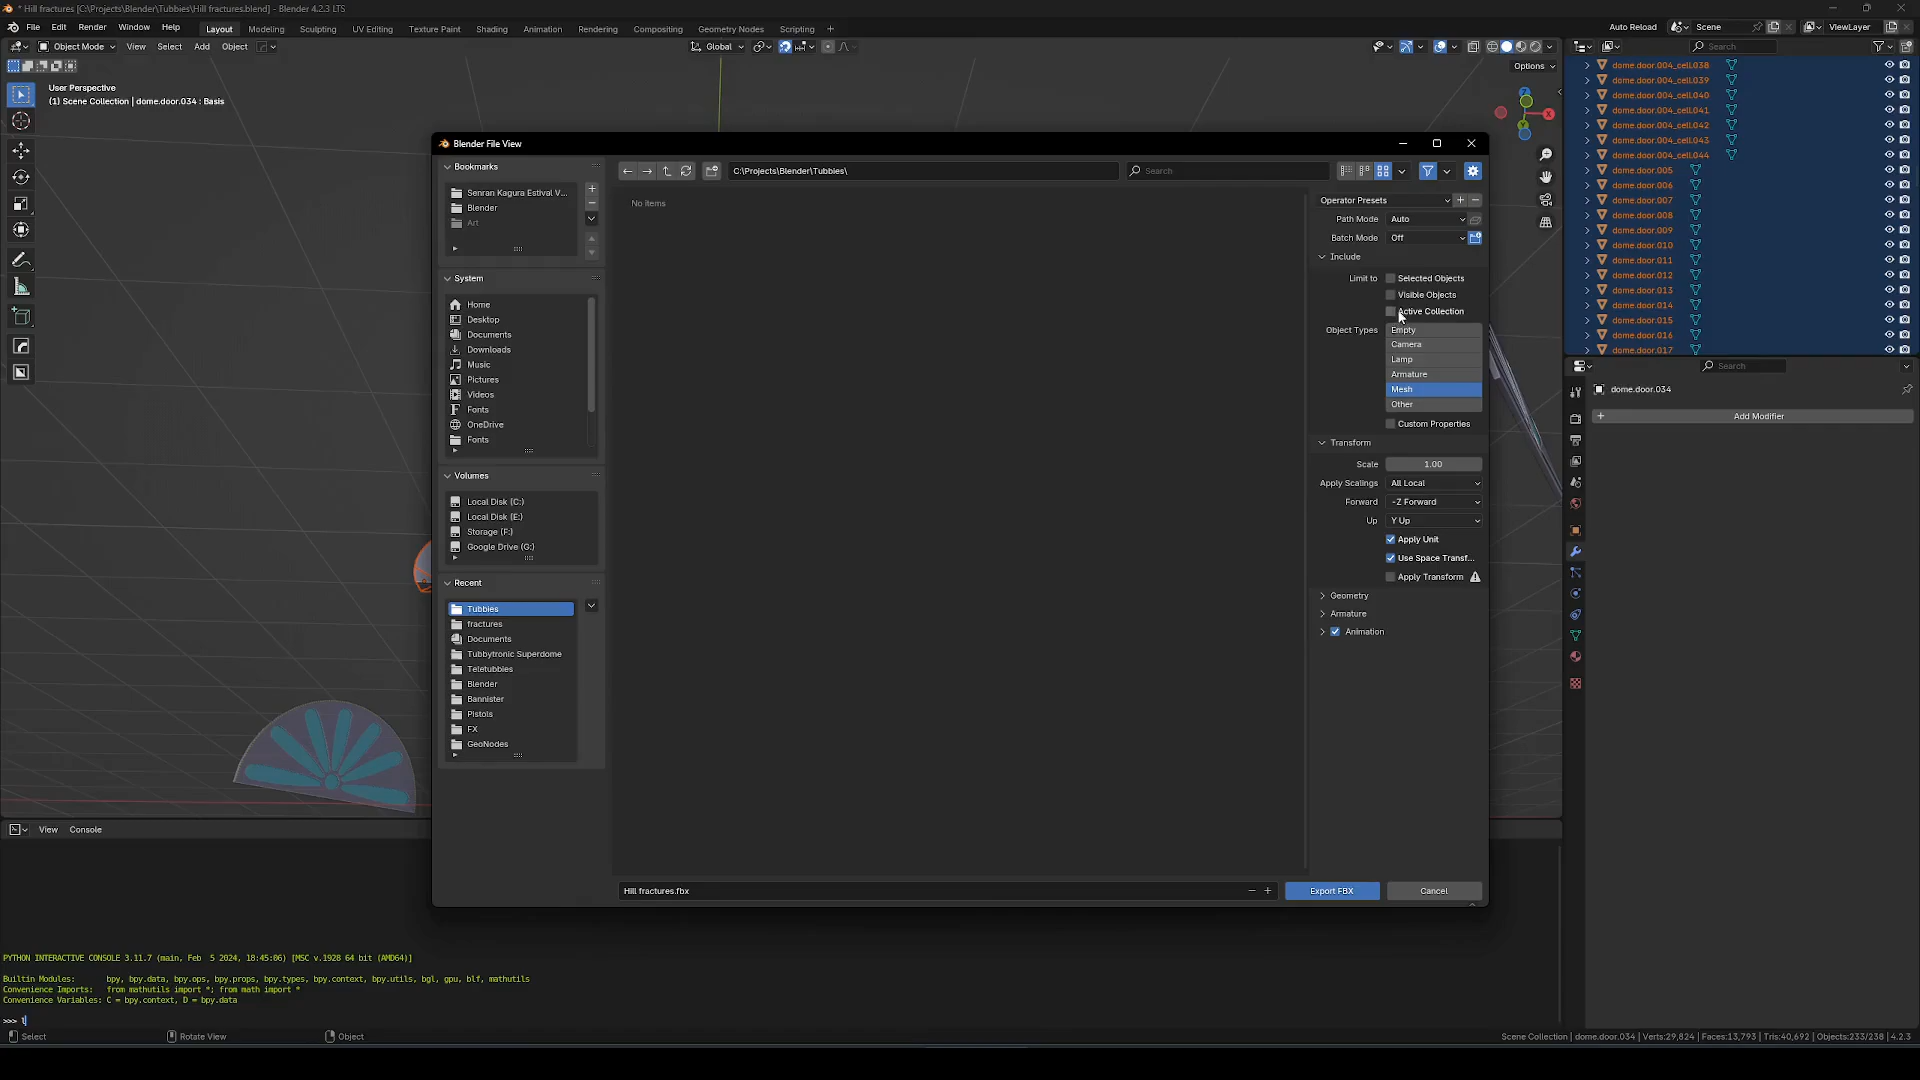 * Hill fractures [C:\Projects\Blender\Tubbies\Hill fractures.blend] - Blender 4.2.3 LTS
File Edit Render Window Help
Layout Modeling Sculpting UV Editing Texture Paint Shading Animation Rendering Compositing Geometry Nodes Scripting +
Auto Reload Scene ViewLayer
Object Mode View Select Add Object
Global
Search
Options
User Perspective
(1) Scene Collection | dome.door.034 : Basis
dome.door.004_cell.038
dome.door.004_cell.039
dome.door.004_cell.040
dome.door.004_cell.041
dome.door.004_cell.042
dome.door.004_cell.043
dome.door.004_cell.044
dome.door.005
dome.door.006
dome.door.007
dome.door.008
dome.door.009
dome.door.010
dome.door.011
dome.door.012
dome.door.013
dome.door.014
dome.door.015
dome.door.016
dome.door.017
Search
dome.door.034
+ Add Modifier
Blender File View
Bookmarks
Senran Kagura Estival V...
Blender
Art
System
Home
Desktop
Documents
Downloads
Music
Pictures
Videos
Fonts
OneDrive
Fonts
Volumes
Local Disk (C:)
Local Disk (E:)
Storage (F:)
Google Drive (G:)
Recent
Tubbies
fractures
Documents
Tubbytronic Superdome
Teletubbies
Blender
Bannister
Pistols
FX
GeoNodes
C:\Projects\Blender\Tubbies\
Search
No items
Operator Presets
Path Mode Auto
Batch Mode Off
Include
Limit to Selected Objects
Visible Objects
Active Collection
Object Types Empty
Camera
Lamp
Armature
Mesh
Other
Custom Properties
Transform
Scale 1.00
Apply Scalings All Local
Forward -Z Forward
Up Y Up
Apply Unit
Use Space Transf...
Apply Transform
Geometry
Armature
Animation
Hill fractures.fbx
Export FBX Cancel
View Console
PYTHON INTERACTIVE CONSOLE 3.11.7 (main, Feb  5 2024, 18:45:06) [MSC v.1928 64 bit (AMD64)]
Builtin Modules: bpy, bpy.data, bpy.ops, bpy.props, bpy.types, bpy.context, bpy.utils, bgl, gpu, blf, mathutils
Convenience Imports: from mathutils import *; from math import *
Convenience Variables: C = bpy.context, D = bpy.data
>>>
Select Rotate View Object
Scene Collection | dome.door.034 | Verts:29,824 | Faces:13,793 | Tris:40,692 | Objects:233/238 | 4.2.3